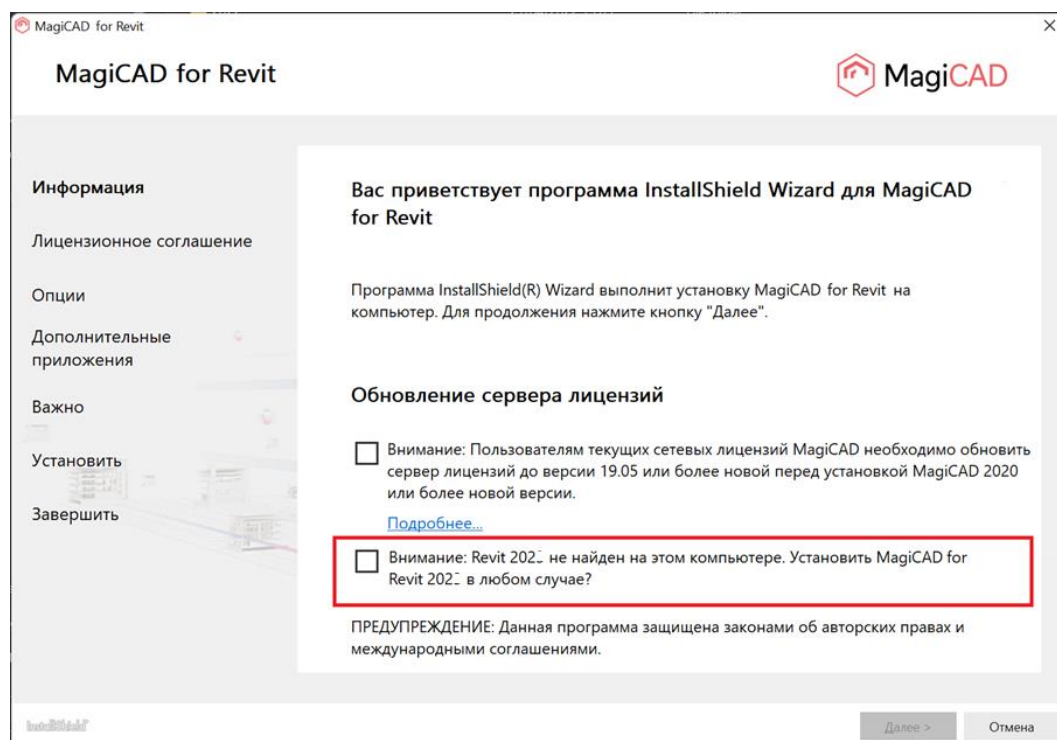 MagiCAD for Revit
MagiCAD for Revit
MagiCAD
Информация
Лицензионное соглашение
Опции
Дополнительные
приложения
Важно
Установить
Завершить
Вас приветствует программа InstallShield Wizard для MagiCAD
for Revit
Программа InstallShield(R) Wizard выполнит установку MagiCAD for Revit на
компьютер. Для продолжения нажмите кнопку "Далее".
Обновление сервера лицензий
Внимание: Пользователям текущих сетевых лицензий MagiCAD необходимо обновить
сервер лицензий до версии 19.05 или более новой перед установкой MagiCAD 2020
или более новой версии.
Подробнее...
Внимание: Revit не найден на этом компьютере. Установить MagiCAD for
Revit в любом случае?
ПРЕДУПРЕЖДЕНИЕ: Данная программа защищена законами об авторских правах и
международными соглашениями.
InstallShield
Далее >
Отмена